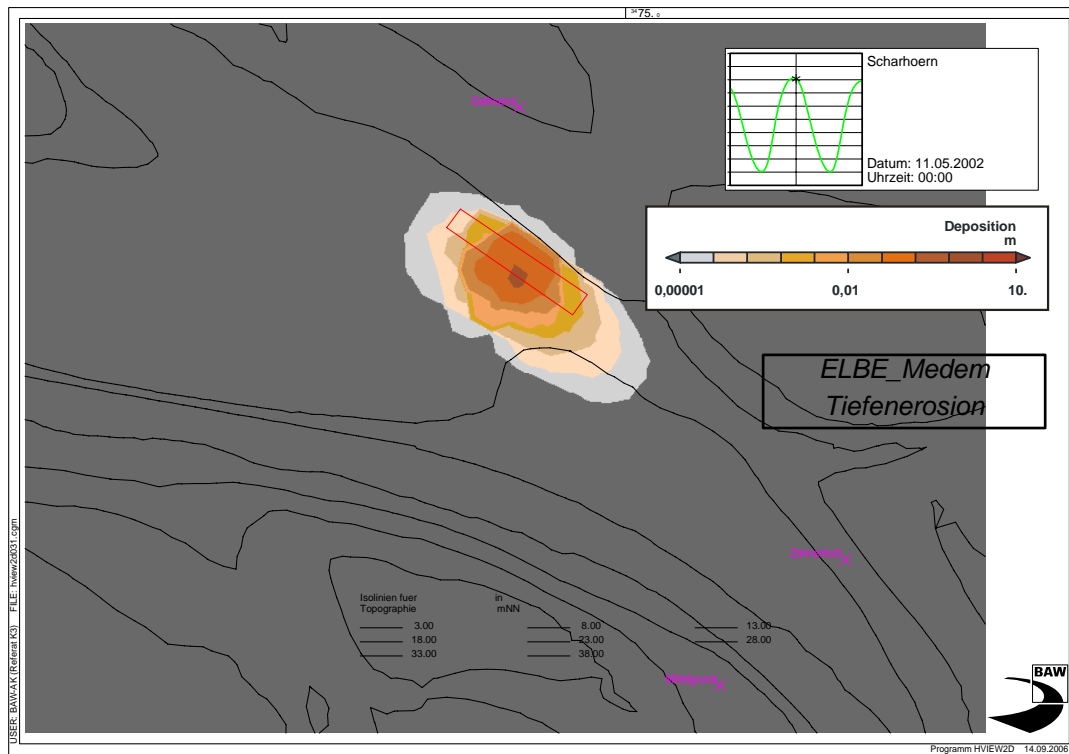 ³⁴75. ₀
Scharhoern
Datum: 11.05.2002
Uhrzeit: 00:00
Deposition
m
0,00001 0,01 10.
ELBE_Medem
Tiefenerosion
Isolinien fuer in
Topographie mNN
3.00 8.00 13.00
18.00 23.00 28.00
33.00 38.00
USER: BAW-AK (Referat K3) FILE: hview2d031.cgm
BAW
Programm HVIEW2D 14.09.2006